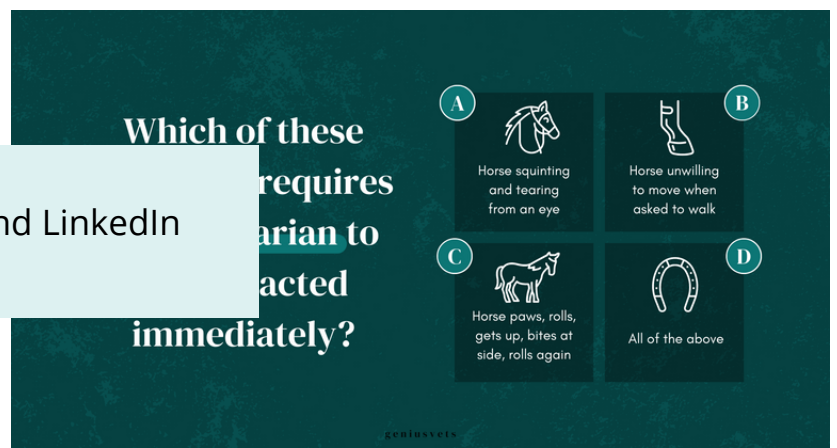 Which of these
requires
arian to
acted
immediately?
nd LinkedIn
A
Horse squinting
and tearing
from an eye
B
Horse unwilling
to move when
asked to walk
C
Horse paws, rolls,
gets up, bites at
side, rolls again
D
All of the above
geniusvets